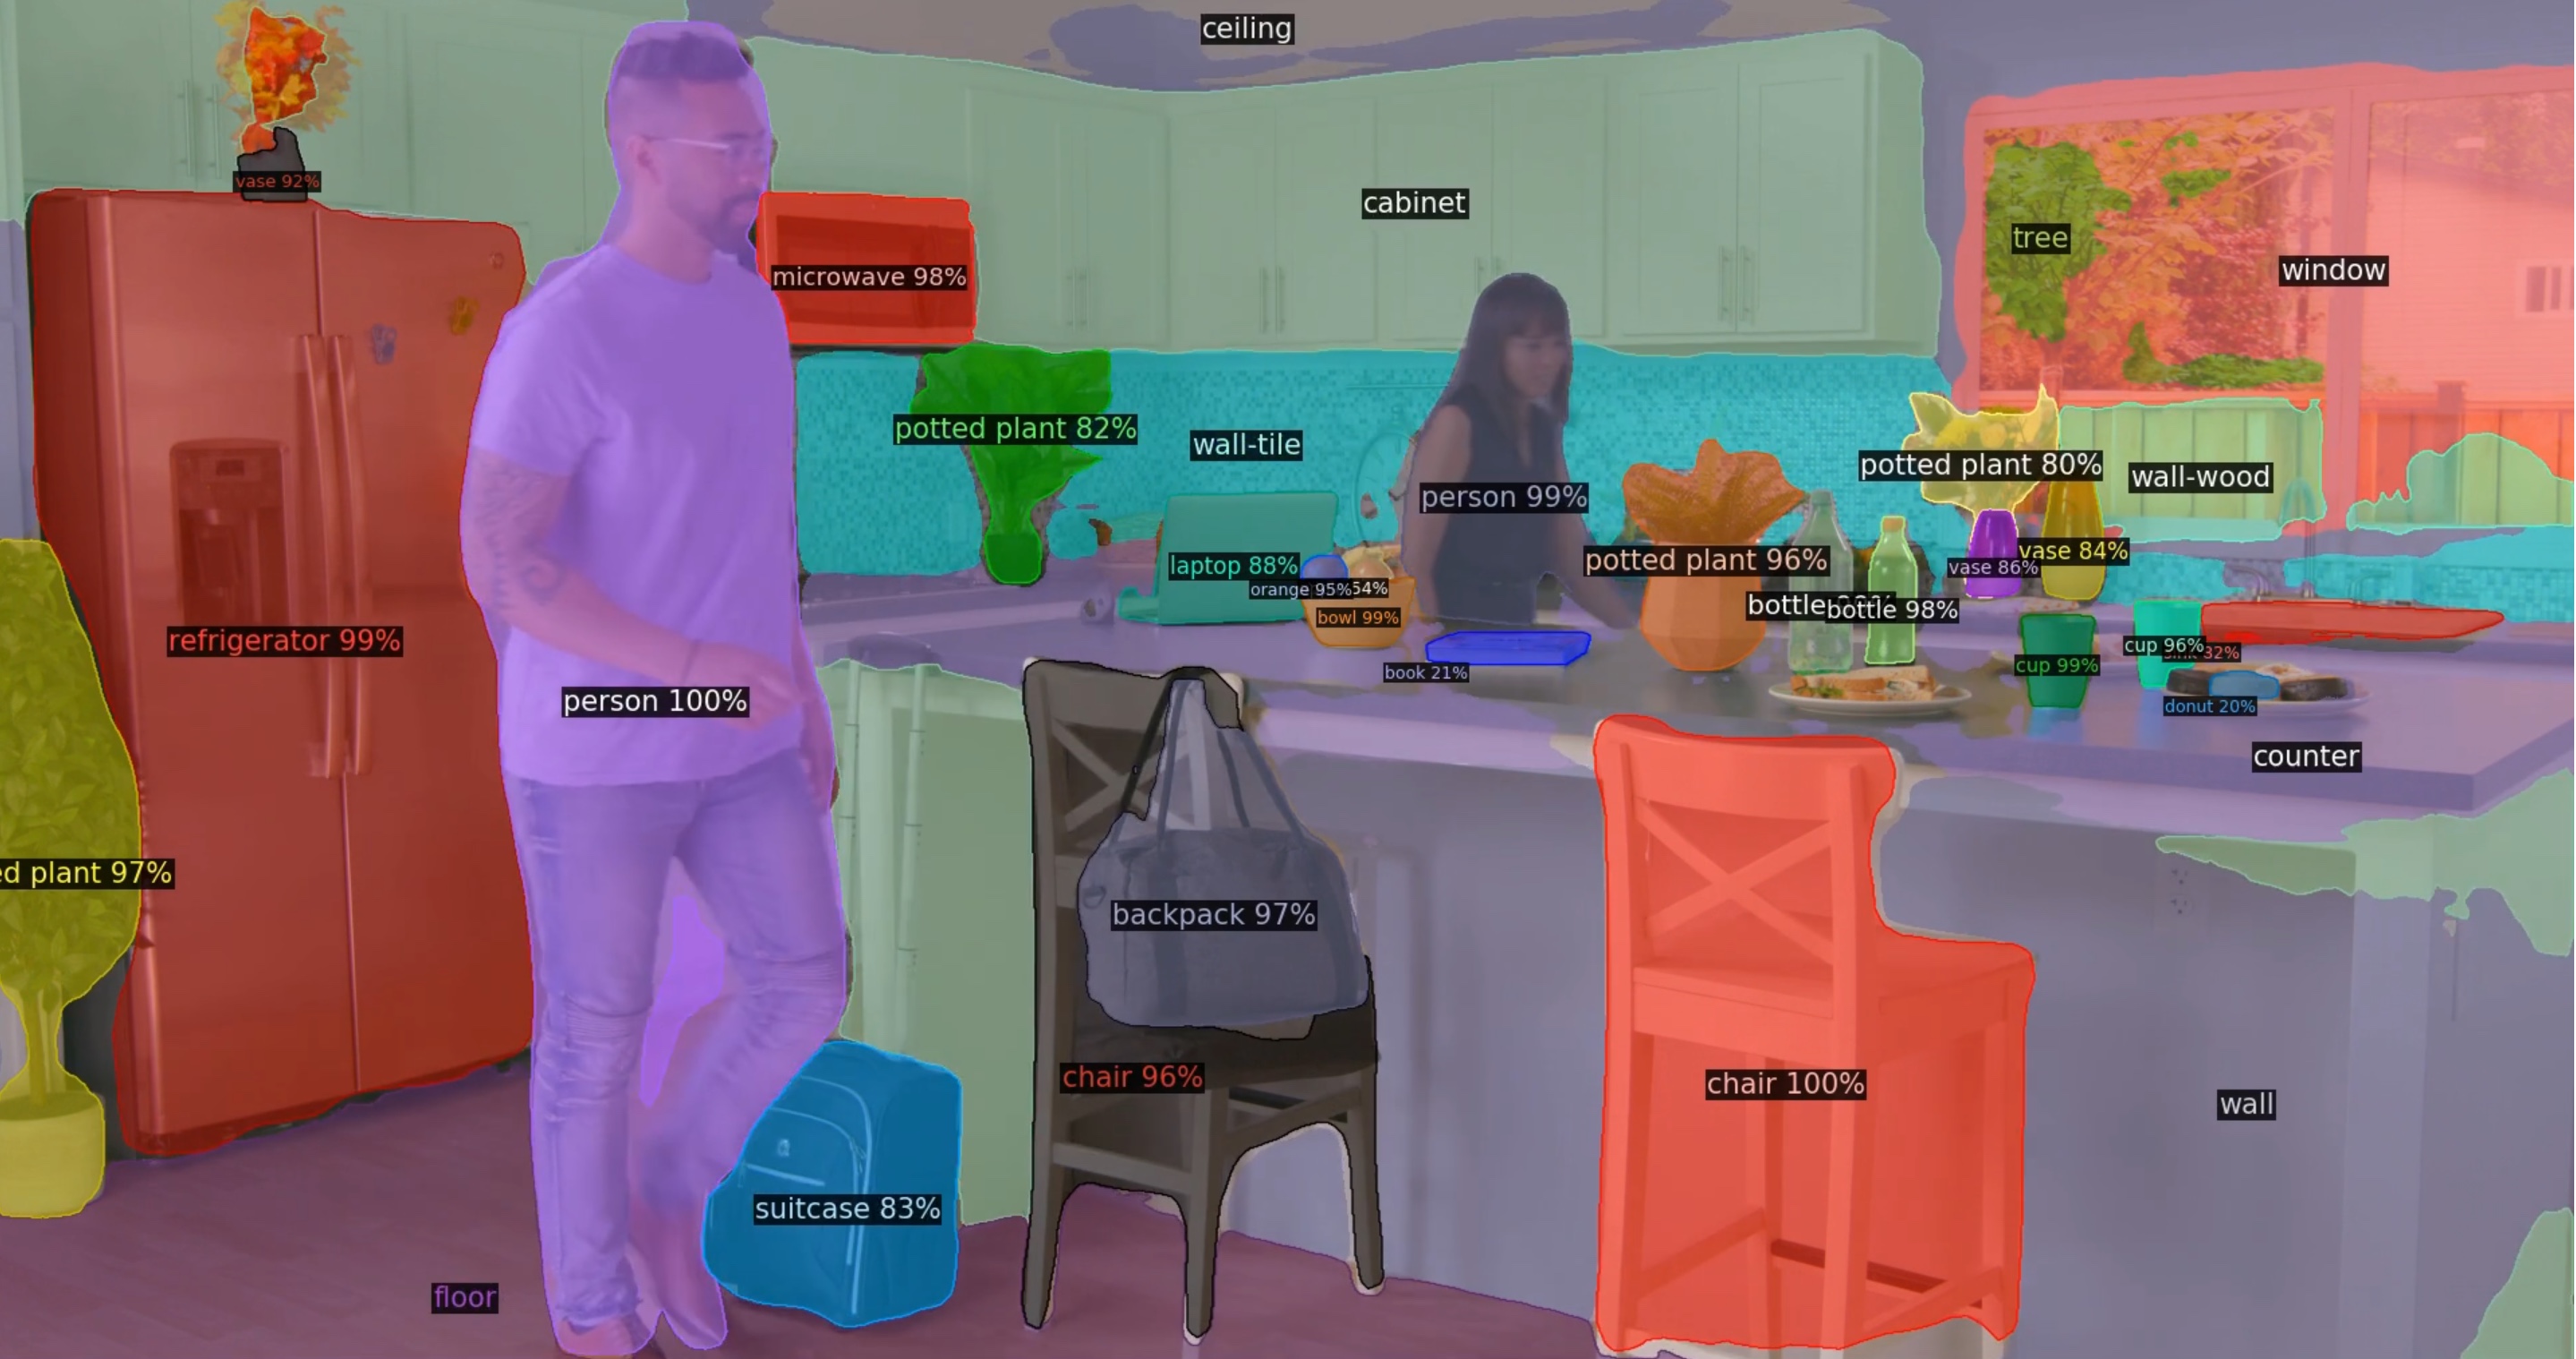 ceiling
vase 92%
cabinet
tree
window
microwave 98%
potted plant 82%
wall-tile
potted plant 80%
wall-wood
person 99%
laptop 88%
orange 95%
54%
bowl 99%
potted plant 96%
vase 84%
vase 86%
bottle
bottle 98%
refrigerator 99%
person 100%
book 21%
cup 99%
cup 96%
32%
donut 20%
counter
ed plant 97%
backpack 97%
chair 96%
chair 100%
wall
suitcase 83%
floor